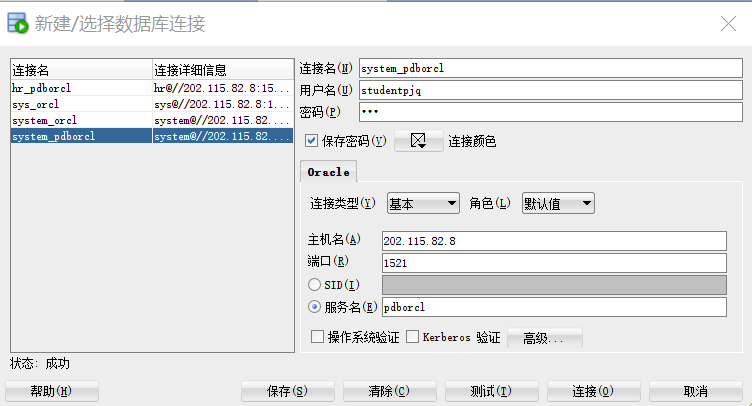 新建/选择数据库连接
连接名 连接详细信息
hr_pdborcl hr@//202.115.82.8:15...
sys_orcl sys@//202.115.82.8:1...
system_orcl system@//202.115.82....
system_pdborcl system@//202.115.82....
连接名(N) system_pdborcl
用户名(U) studentpjq
密码(P) •••
保存密码(V) 连接颜色
Oracle
连接类型(Y) 基本 角色(L) 默认值
主机名(A) 202.115.82.8
端口(R) 1521
SID(I)
服务名(E) pdborcl
操作系统验证 Kerberos 验证 高级...
状态: 成功
帮助(H) 保存(S) 清除(C) 测试(T) 连接(O) 取消